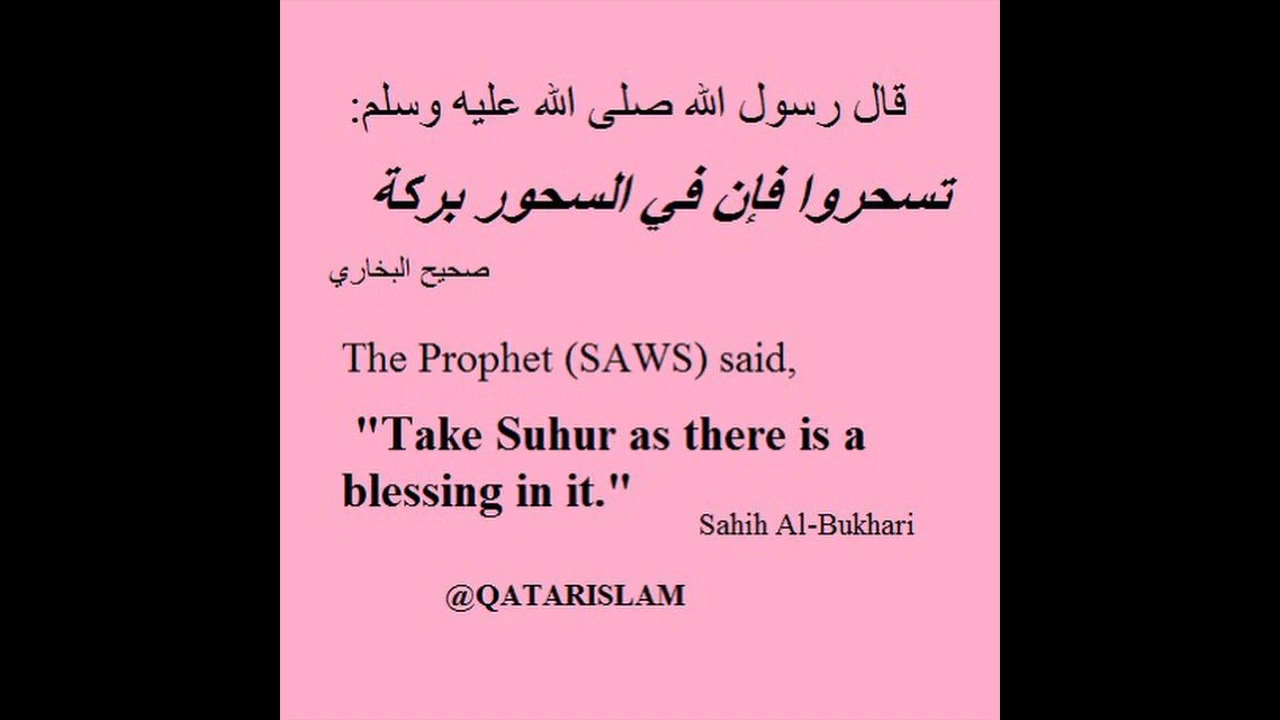 قال رسول الله صلى الله عليه وسلم:
تسحروا فإن في السحور بركة
صحيح البخاري
The Prophet (SAWS) said,
"Take Suhur as there is a
blessing in it."
Sahih Al-Bukhari
@QATARISLAM